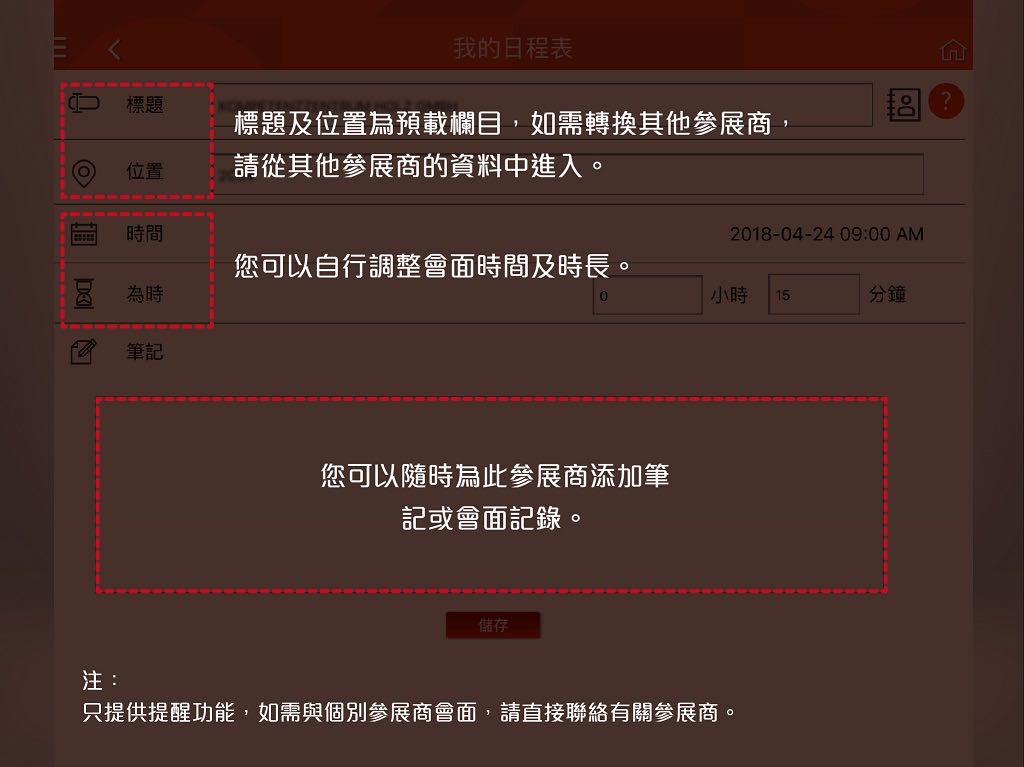 我的日程表
標題
KOMPETENZZENTRUM HOLZ GMBH
標題及位置為預載欄目，如需轉換其他參展商，
請從其他參展商的資料中進入。
位置
時間
2018-04-24 09:00 AM
您可以自行調整會面時間及時長。
為時
0
小時
15
分鐘
筆記
您可以隨時為此參展商添加筆
記或會面記錄。
儲存
注：
只提供提醒功能，如需與個別參展商會面，請直接聯絡有關參展商。
?